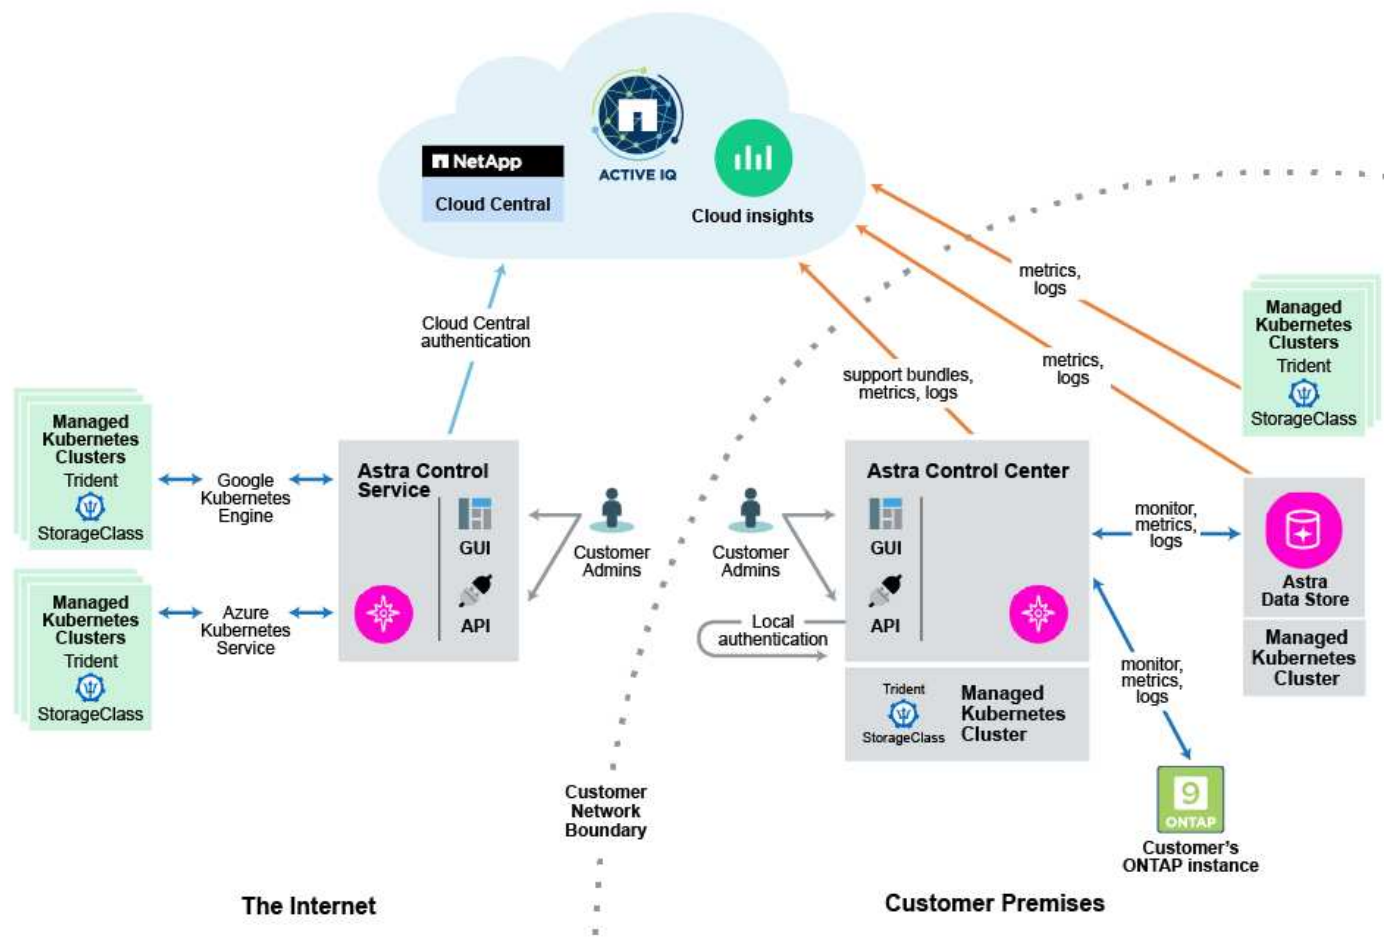 NetApp
Cloud Central
ACTIVE IQ
Cloud insights
Cloud Central
authentication
metrics,
logs
metrics,
logs
support bundles,
metrics, logs
Managed
Kubernetes
Clusters
Trident
StorageClass
Managed
Kubernetes
Clusters
Trident
StorageClass
Google
Kubernetes
Engine
Managed
Kubernetes
Clusters
Trident
StorageClass
Azure
Kubernetes
Service
Astra Control
Service
GUI
API
Customer
Admins
Customer
Admins
Local
authentication
Astra Control Center
GUI
API
Trident
StorageClass
Managed
Kubernetes
Cluster
monitor,
metrics,
logs
Astra
Data Store
Managed
Kubernetes
Cluster
monitor,
metrics,
logs
9
ONTAP
Customer's
ONTAP instance
Customer
Network
Boundary
The Internet
Customer Premises